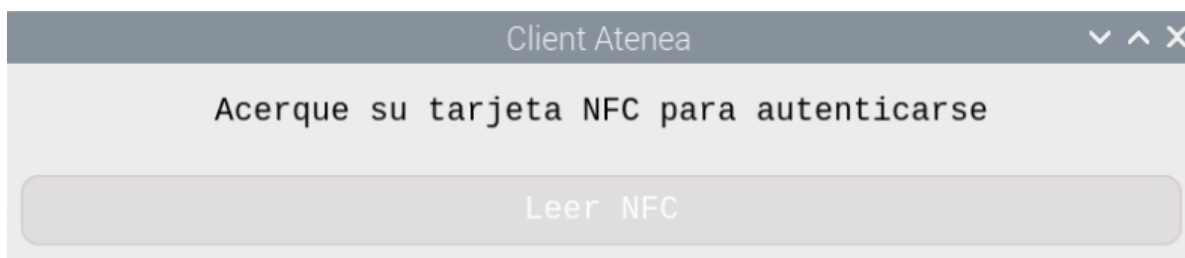 Client Atenea
Acerque su tarjeta NFC para autenticarse
Leer NFC